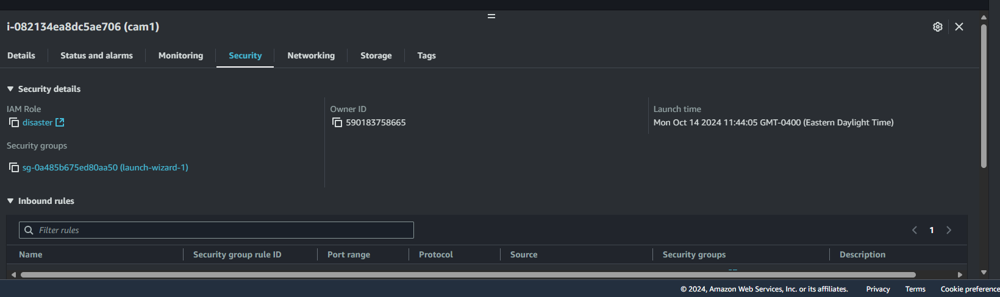 i-082134ea8dc5ae706 (cam1)
Details Status and alarms Monitoring Security Networking Storage Tags
Security details
IAM Role Owner ID Launch time
disaster 590183758665 Mon Oct 14 2024 11:44:05 GMT-0400 (Eastern Daylight Time)
Security groups
sg-0a485b675ed80aa50 (launch-wizard-1)
Inbound rules
Filter rules 1
Name Security group rule ID Port range Protocol Source Security groups Description
© 2024, Amazon Web Services, Inc. or its affiliates. Privacy Terms Cookie preference